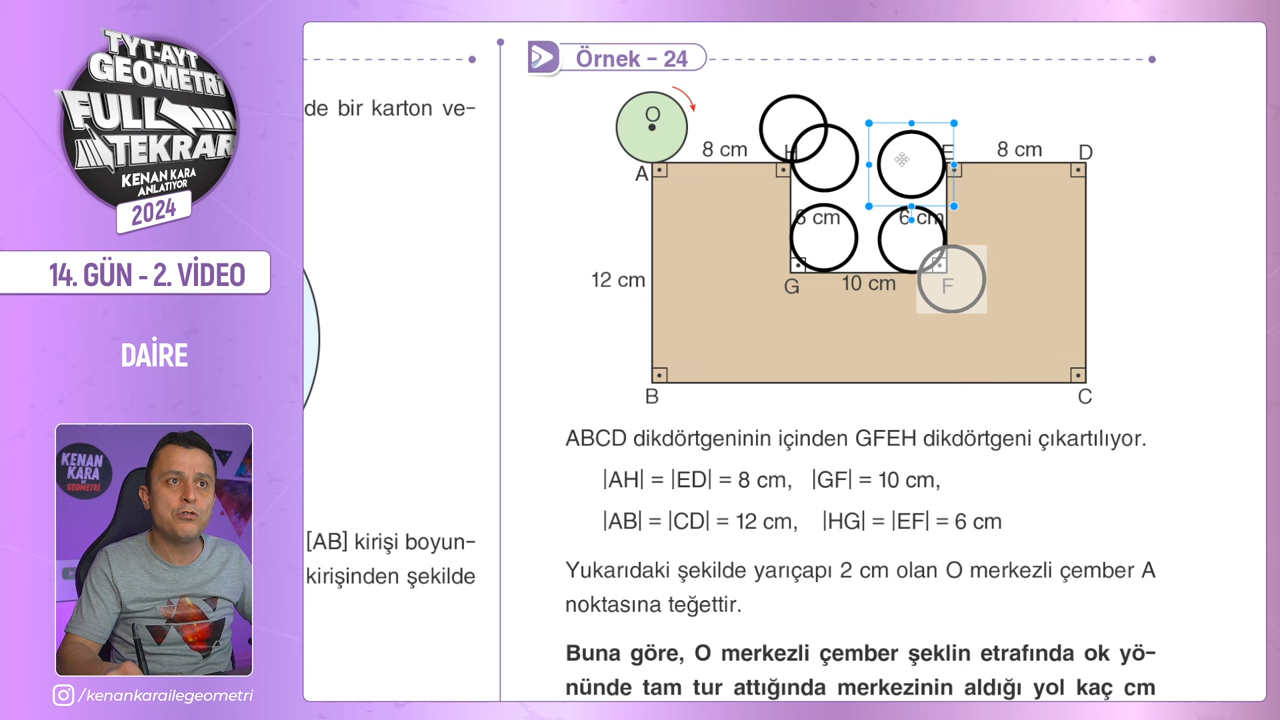 TYT-AYT
GEOMETRİ
FULL
TEKRAR
KENAN KARA
ANLATIYOR
2024
14. GÜN - 2. VİDEO
DAİRE
KENAN
KARA
GEOMETRİ
/kenankarailegeometri
de bir karton ve-
[AB] kirişi boyun-
kirişinden şekilde
Örnek - 24
O
8 cm
H
E
8 cm
D
A
6 cm
6 cm
12 cm
G
10 cm
F
B
C
ABCD dikdörtgeninin içinden GFEH dikdörtgeni çıkartılıyor.
|AH| = |ED| = 8 cm, |GF| = 10 cm,
|AB| = |CD| = 12 cm, |HG| = |EF| = 6 cm
Yukarıdaki şekilde yarıçapı 2 cm olan O merkezli çember A
noktasına teğettir.
Buna göre, O merkezli çember şeklin etrafında ok yö-
nünde tam tur attığında merkezinin aldığı yol kaç cm